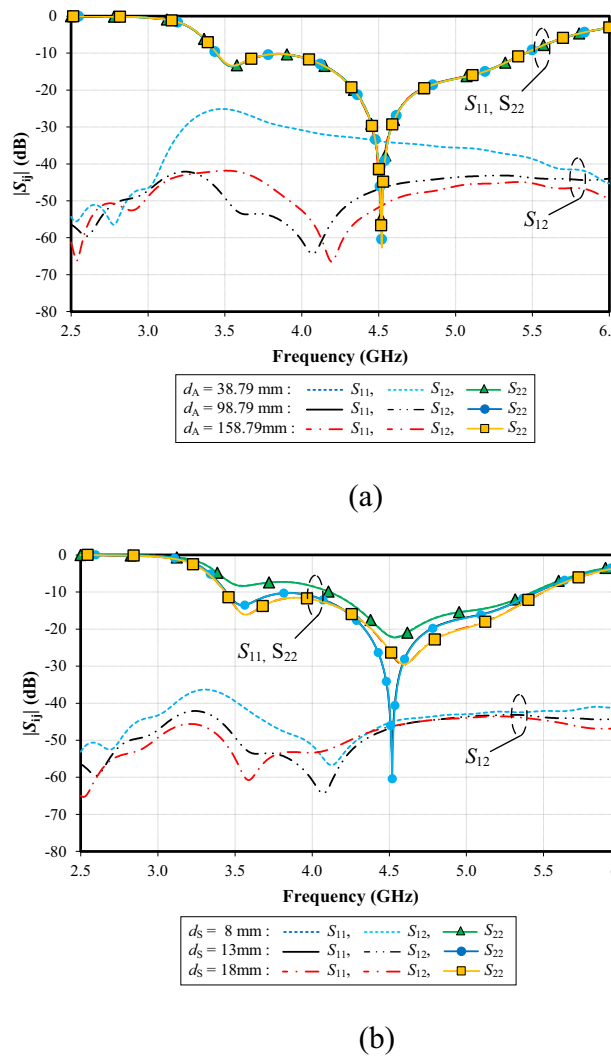 0
-10
-20
-30
-40
-50
-60
-70
-80
|Sij| (dB)
S11, S22
S12
2.5 3.0 3.5 4.0 4.5 5.0 5.5 6.
Frequency (GHz)
dA = 38.79 mm : S11, S12, S22
dA = 98.79 mm : S11, S12, S22
dA = 158.79mm : S11, S12, S22
(a)
0
-10
-20
-30
-40
-50
-60
-70
-80
|Sij| (dB)
S11, S22
S12
2.5 3.0 3.5 4.0 4.5 5.0 5.5
Frequency (GHz)
dS = 8 mm : S11, S12, S22
dS = 13mm : S11, S12, S22
dS = 18mm : S11, S12, S22
(b)